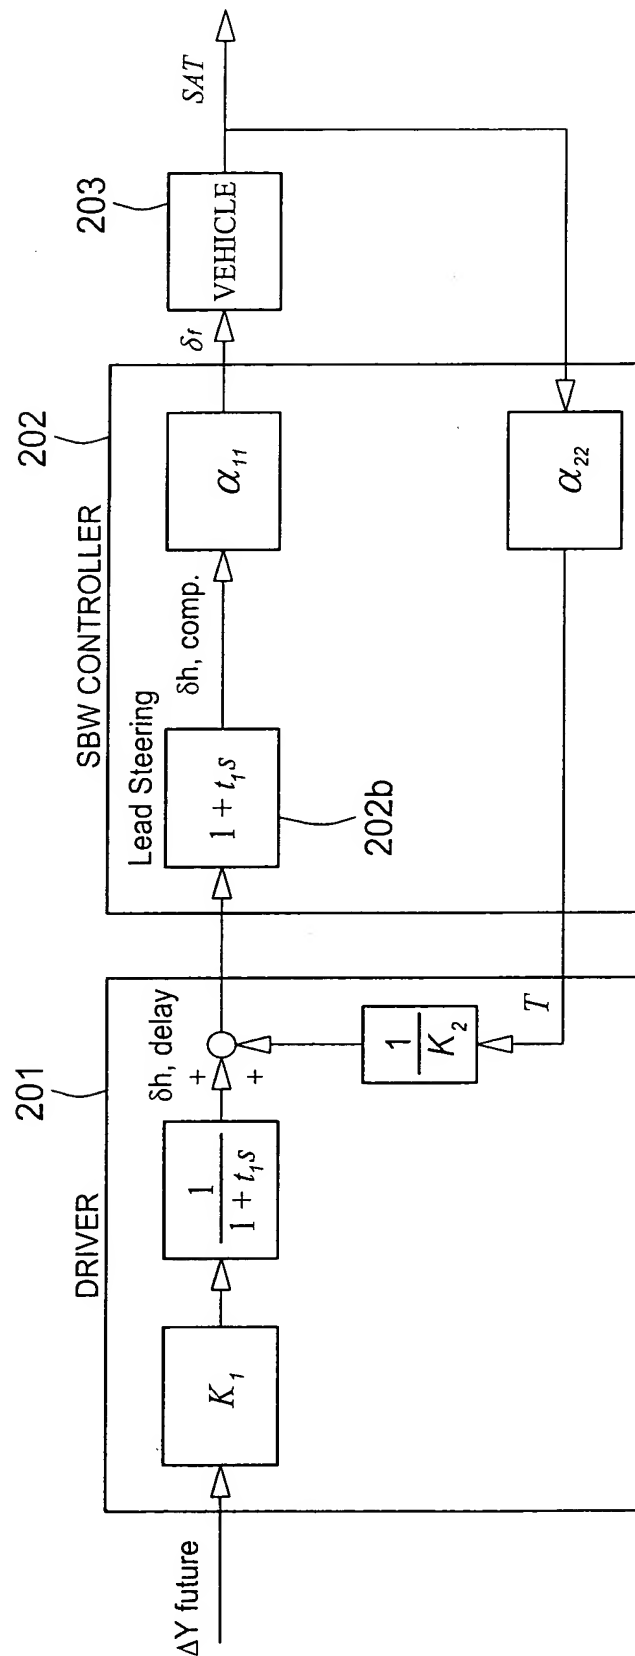 201
202
203
DRIVER
SBW CONTROLLER
ΔY future
K₁
1 / (1 + t₁s)
δh, delay
+
+
Lead Steering
1 + t₁s
202b
δh, comp.
α₁₁
δf
VEHICLE
SAT
1 / K₂
T
α₂₂